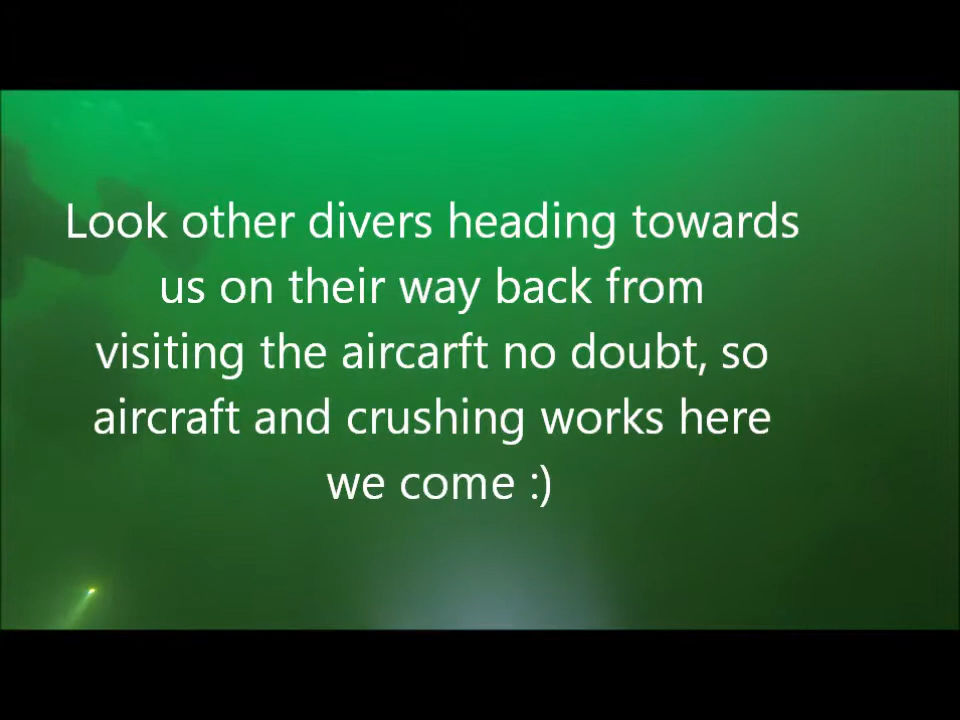 Look other divers heading towards
us on their way back from
visiting the aircarft no doubt, so
aircraft and crushing works here
we come :)